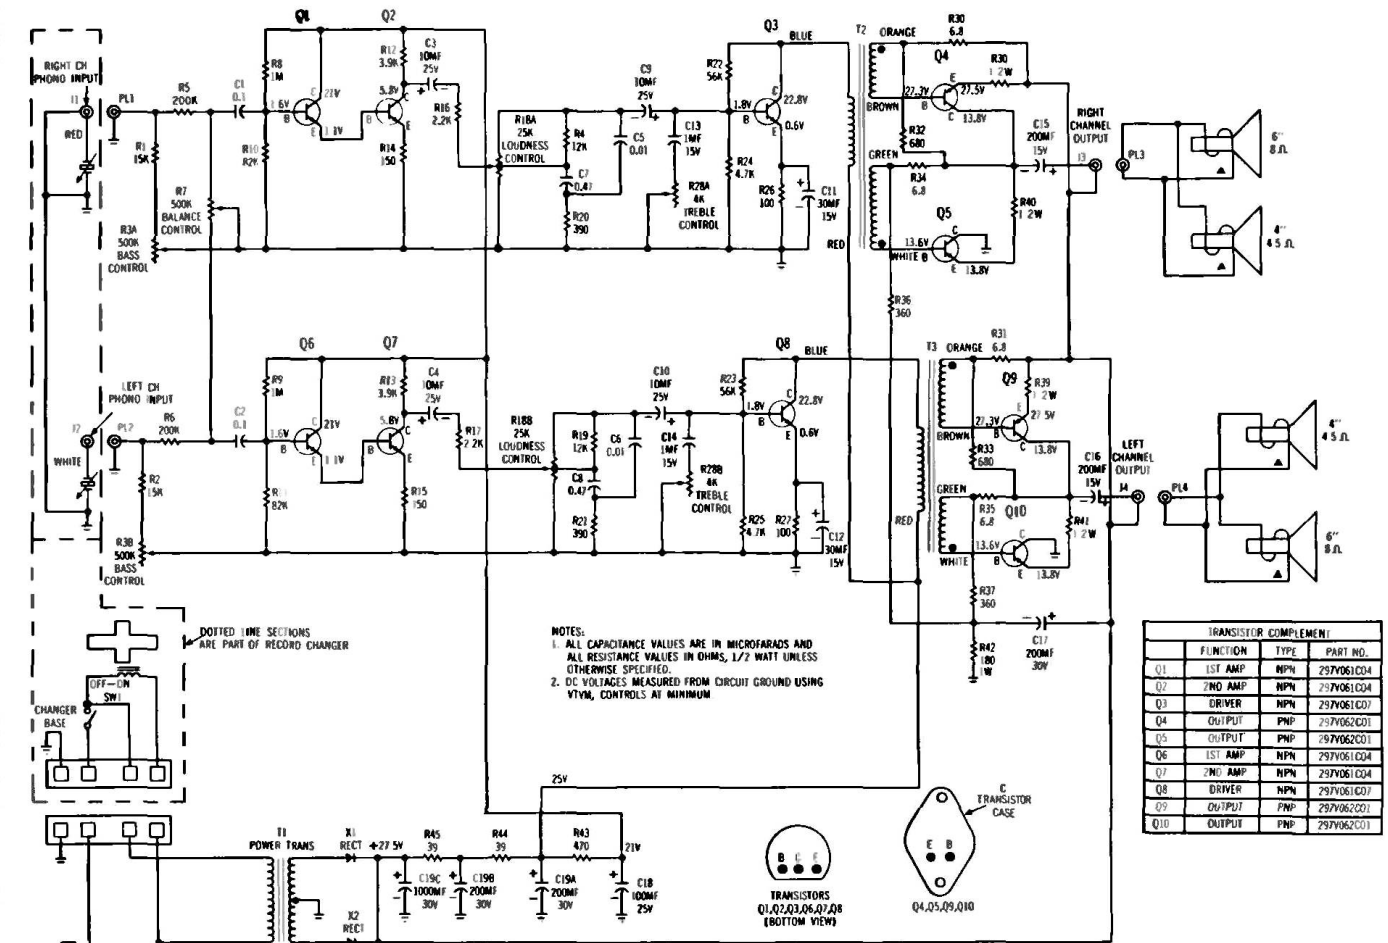 Q1
Q2
Q3
BLUE
T2
ORANGE
R30
6.8
Q4
R30
1 2W
RIGHT CH
PHONO INPUT
J1
PL1
RED
R5
200K
C1
0.1
R8
1M
1.6V
B
C
21V
E
1 1V
R12
3.9K
5.8V
C
B
E
C3
10MF
25V
R16
2.2K
R14
150
R10
82K
R1
15K
R7
500K
BALANCE
CONTROL
R3A
500K
BASS
CONTROL
R18A
25K
LOUDNESS
CONTROL
R4
12K
C7
0.47
R20
390
C5
0.01
C9
10MF
25V
C13
1MF
15V
R28A
4K
TREBLE
CONTROL
R22
56K
1.8V
B
C
22.8V
E
0.6V
R24
4.7K
R26
100
C11
30MF
15V
RED
BROWN
27.3V
B
E
27.5V
C
13.8V
R32
680
GREEN
R34
6.8
Q5
13.6V
WHITE B
C
E
13.8V
R40
1 2W
C15
200MF
15V
RIGHT
CHANNEL
OUTPUT
J3
PL3
6"
8 Ω
4"
4 5 Ω
R36
360
Q6
Q7
Q8
BLUE
T3
ORANGE
R31
6.8
Q9
R39
1 2W
LEFT CH
PHONO INPUT
J2
PL2
WHITE
R6
200K
C2
0.1
R9
1M
1.6V
B
C
21V
E
1 1V
R13
3.9K
5.8V
C
B
E
C4
10MF
25V
R17
2 2K
R15
150
82K
R2
15K
R3B
500K
BASS
CONTROL
R18B
25K
LOUDNESS
CONTROL
R19
12K
C8
0.47
R21
390
C6
0.01
C10
10MF
25V
C14
1MF
15V
R28B
4K
TREBLE
CONTROL
R23
56K
1.8V
B
C
22.8V
E
0.6V
R25
4.7K
R27
100
C12
30MF
15V
RED
BROWN
27.3V
B
E
27 5V
C
13.8V
R33
680
GREEN
R35
6.8
Q10
13.6V
WHITE
B
C
E
13.8V
R41
1 2W
C16
200MF
15V
LEFT
CHANNEL
OUTPUT
J4
PL4
4"
4 5 Ω
6"
8 Ω
R37
360
C17
200MF
30V
R42
180
1W
DOTTED LINE SECTIONS
ARE PART OF RECORD CHANGER
OFF-ON
SW1
CHANGER
BASE
NOTES:
1. ALL CAPACITANCE VALUES ARE IN MICROFARADS AND
ALL RESISTANCE VALUES IN OHMS, 1/2 WATT UNLESS
OTHERWISE SPECIFIED.
2. DC VOLTAGES MEASURED FROM CIRCUIT GROUND USING
VTVM, CONTROLS AT MINIMUM
TRANSISTOR COMPLEMENT
FUNCTION TYPE PART NO.
Q1 1ST AMP NPN 297V061C04
Q2 2ND AMP NPN 297V061C04
Q3 DRIVER NPN 297V061C07
Q4 OUTPUT PNP 297V062C01
Q5 OUTPUT PNP 297V062C01
Q6 1ST AMP NPN 297V061C04
Q7 2ND AMP NPN 297V061C04
Q8 DRIVER NPN 297V061C07
Q9 OUTPUT PNP 297V062C01
Q10 OUTPUT PNP 297V062C01
25V
T1
POWER TRANS
X1
RECT
+27 5V
R45
39
R44
39
R43
470
21V
C19C
1000MF
30V
C19B
200MF
30V
C19A
200MF
30V
C18
100MF
25V
X2
RECT
B C E
TRANSISTORS
Q1,Q2,Q3,Q6,Q7,Q8
(BOTTOM VIEW)
C
TRANSISTOR
CASE
E B
Q4,Q5,Q9,Q10